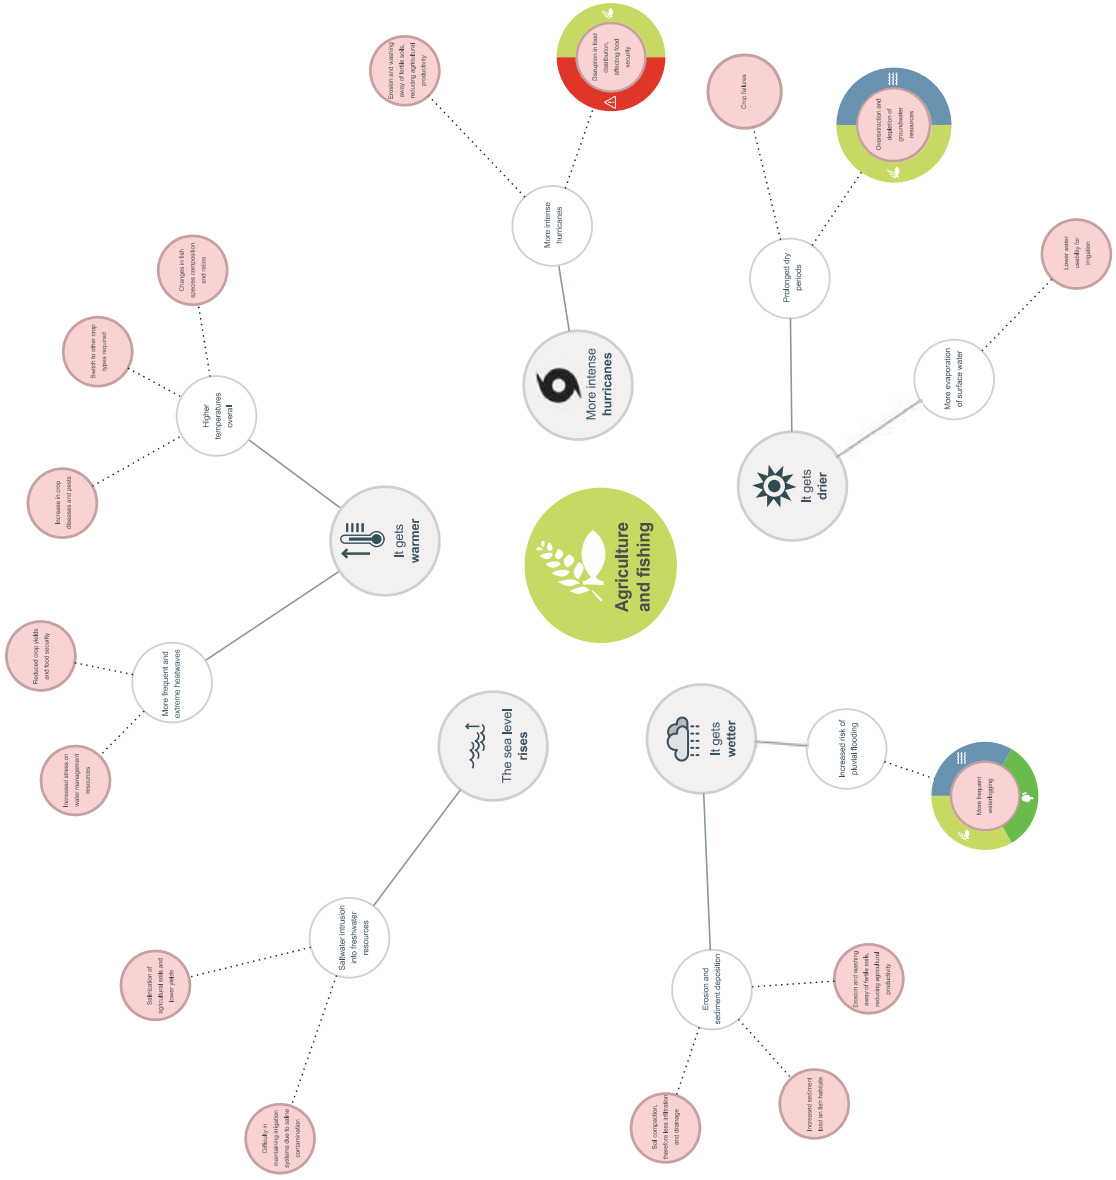 Agriculture
and fishing
It gets
warmer
Higher
temperatures
overall
Increase in crop
diseases and pests
Switch to other crop
types required
Changes in fish
species composition
and ratios
More frequent and
extreme heatwaves
Reduced crop yields
and food security
Increased stress on
water management
resources
More intense
hurricanes
More intense
hurricanes
Erosion and washing
away of fertile soils,
reducing agricultural
productivity
Disruption in food
distribution,
affecting food
security
It gets
drier
Prolonged dry
periods
Crop failures
Overextraction and
depletion of
groundwater
resources
More evaporation
of surface water
Lower water
usability for
irrigation
It gets
wetter
Increased risk of
pluvial flooding
More frequent
waterlogging
Erosion and
sediment deposition
Erosion and washing
away of fertile soils,
reducing agricultural
productivity
Increased sediment
load on fish habitats
Soil compaction,
therefore less infiltration
and drainage
The sea level
rises
Saltwater intrusion
into freshwater
resources
Salinization of
agricultural soils and
lower yields
Difficulty in
maintaining irrigation
systems due to saline
contamination